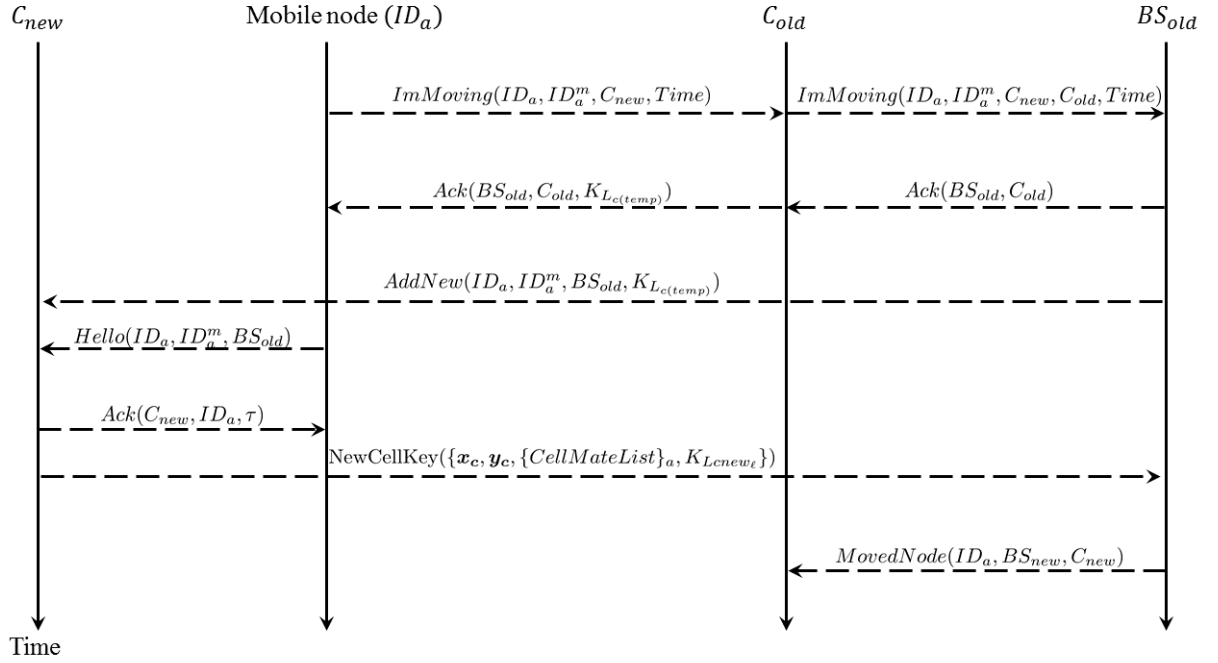 C_new
Mobile node (ID_a)
C_old
BS_old
ImMoving(ID_a, ID_a^m, C_new, Time)
ImMoving(ID_a, ID_a^m, C_new, C_old, Time)
Ack(BS_old, C_old, K_{L_{c(temp)}})
Ack(BS_old, C_old)
AddNew(ID_a, ID_a^m, BS_old, K_{L_{c(temp)}})
Hello(ID_a, ID_a^m, BS_old)
Ack(C_new, ID_a, τ)
NewCellKey({x_c, y_c, {CellMateList}_a, K_{Lcnew_ℓ}})
MovedNode(ID_a, BS_new, C_new)
Time